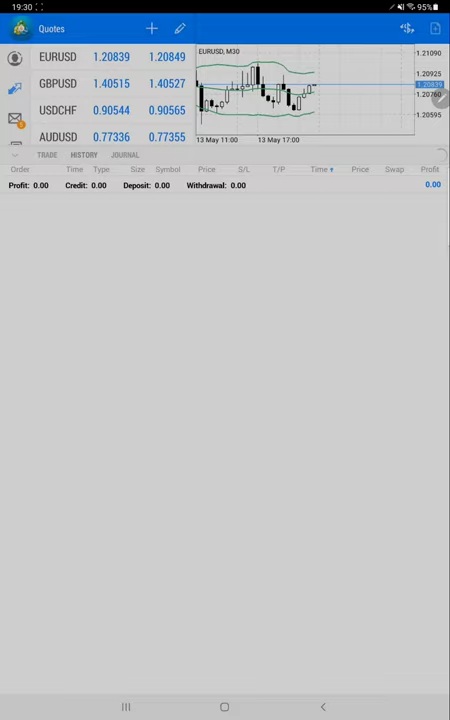 19:30
95%
Quotes
EURUSD 1.20839 1.20849
GBPUSD 1.40515 1.40527
USDCHF 0.90544 0.90565
AUDUSD 0.77336 0.77355
EURUSD, M30
1.21090
1.20925
1.20839
1.20760
1.20595
13 May 11:00 13 May 17:00
TRADE HISTORY JOURNAL
Order Time Type Size Symbol Price S/L T/P Time Price Swap Profit
Profit: 0.00 Credit: 0.00 Deposit: 0.00 Withdrawal: 0.00 0.00